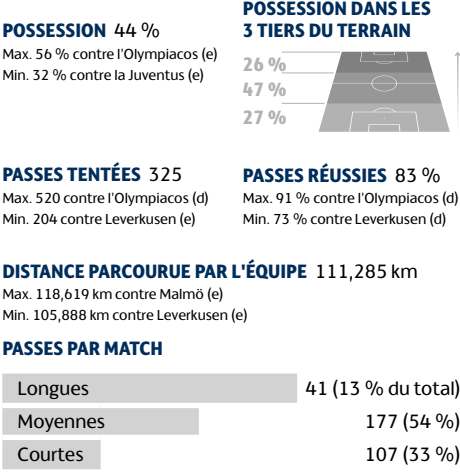 POSSESSION 44 %
Max. 56 % contre l'Olympiacos (e)
Min. 32 % contre la Juventus (e)
POSSESSION DANS LES
3 TIERS DU TERRAIN
26 %
47 %
27 %
PASSES TENTÉES 325
Max. 520 contre l'Olympiacos (d)
Min. 204 contre Leverkusen (e)
PASSES RÉUSSIES 83 %
Max. 91 % contre l'Olympiacos (d)
Min. 73 % contre Leverkusen (d)
DISTANCE PARCOURUE PAR L'ÉQUIPE 111,285 km
Max. 118,619 km contre Malmö (e)
Min. 105,888 km contre Leverkusen (e)
PASSES PAR MATCH
Longues 41 (13 % du total)
Moyennes 177 (54 %)
Courtes 107 (33 %)